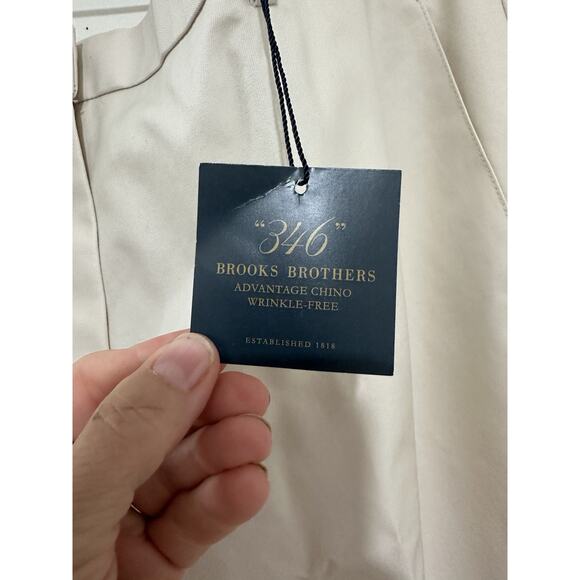 "346"
BROOKS BROTHERS
ADVANTAGE CHINO
WRINKLE-FREE
ESTABLISHED 1818